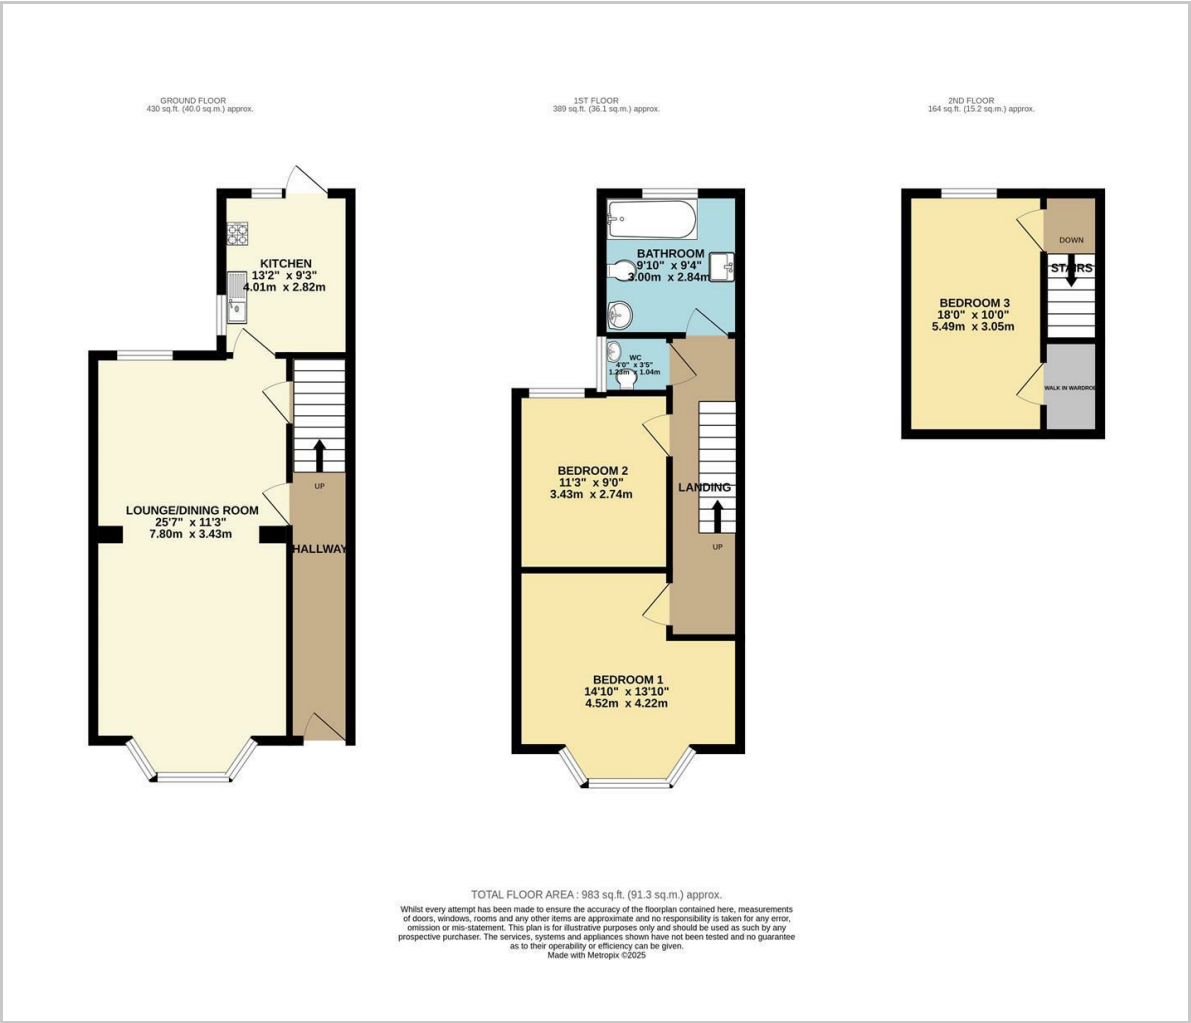 GROUND FLOOR
430 sq.ft. (40.0 sq.m.) approx.
1ST FLOOR
389 sq.ft. (36.1 sq.m.) approx.
2ND FLOOR
164 sq.ft. (15.2 sq.m.) approx.
KITCHEN
13'2" x 9'3"
4.01m x 2.82m
UP
LOUNGE/DINING ROOM
25'7" x 11'3"
7.80m x 3.43m
HALLWAY
BATHROOM
9'10" x 9'4"
3.00m x 2.84m
WC
4'0" x 3'5"
1.23m x 1.04m
BEDROOM 2
11'3" x 9'0"
3.43m x 2.74m
LANDING
UP
BEDROOM 1
14'10" x 13'10"
4.52m x 4.22m
DOWN
STAIRS
BEDROOM 3
18'0" x 10'0"
5.49m x 3.05m
WALK IN WARDROBE
TOTAL FLOOR AREA : 983 sq.ft. (91.3 sq.m.) approx.
Whilst every attempt has been made to ensure the accuracy of the floorplan contained here, measurements
of doors, windows, rooms and any other items are approximate and no responsibility is taken for any error,
omission or mis-statement. This plan is for illustrative purposes only and should be used as such by any
prospective purchaser. The services, systems and appliances shown have not been tested and no guarantee
as to their operability or efficiency can be given.
Made with Metropix ©2025